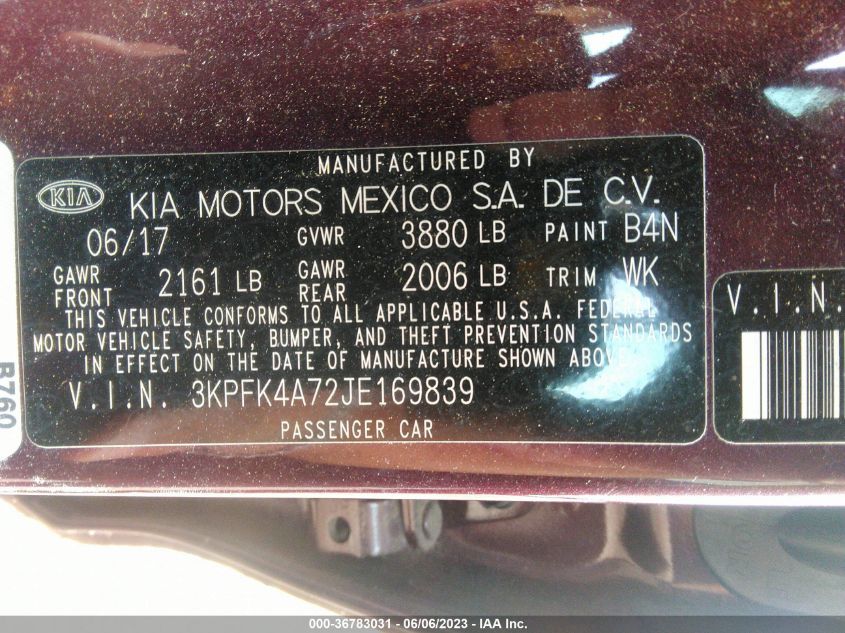 MANUFACTURED BY
KIA
KIA MOTORS MEXICO S.A. DE C.V.
06/17 GVWR 3880 LB PAINT B4N
GAWR FRONT 2161 LB GAWR REAR 2006 LB TRIM WK
THIS VEHICLE CONFORMS TO ALL APPLICABLE U.S.A. FEDERAL
MOTOR VEHICLE SAFETY, BUMPER, AND THEFT PREVENTION STANDARDS
IN EFFECT ON THE DATE OF MANUFACTURE SHOWN ABOVE.
V.I.N. 3KPFK4A72JE169839
PASSENGER CAR
V.I.N.
B760
000-36783031 - 06/06/2023 - IAA Inc.